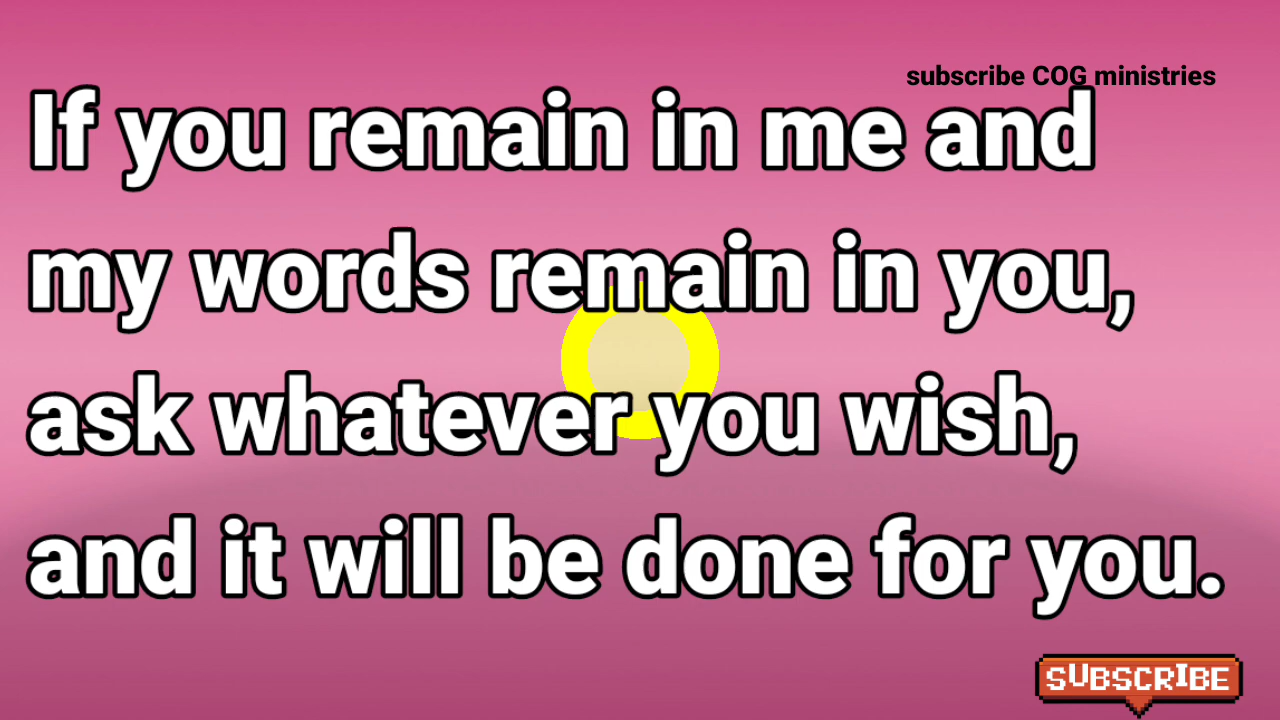 subscribe COG ministries
If you remain in me and
my words remain in you,
ask whatever you wish,
and it will be done for you.
SUBSCRIBE